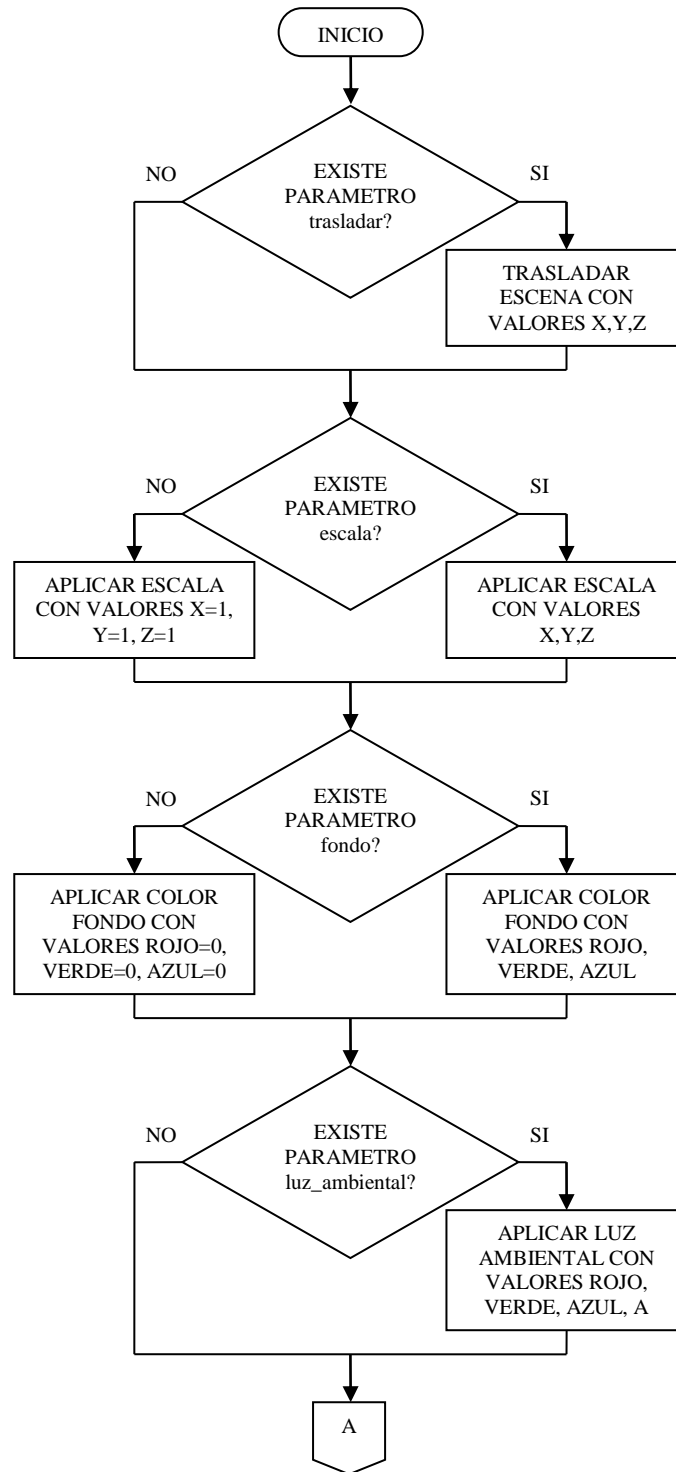 INICIO
EXISTE
PARAMETRO
trasladar?
NO
SI
TRASLADAR
ESCENA CON
VALORES X,Y,Z
EXISTE
PARAMETRO
escala?
NO
SI
APLICAR ESCALA
CON VALORES X=1,
Y=1, Z=1
APLICAR ESCALA
CON VALORES
X,Y,Z
EXISTE
PARAMETRO
fondo?
NO
SI
APLICAR COLOR
FONDO CON
VALORES ROJO=0,
VERDE=0, AZUL=0
APLICAR COLOR
FONDO CON
VALORES ROJO,
VERDE, AZUL
EXISTE
PARAMETRO
luz_ambiental?
NO
SI
APLICAR LUZ
AMBIENTAL CON
VALORES ROJO,
VERDE, AZUL, A
A